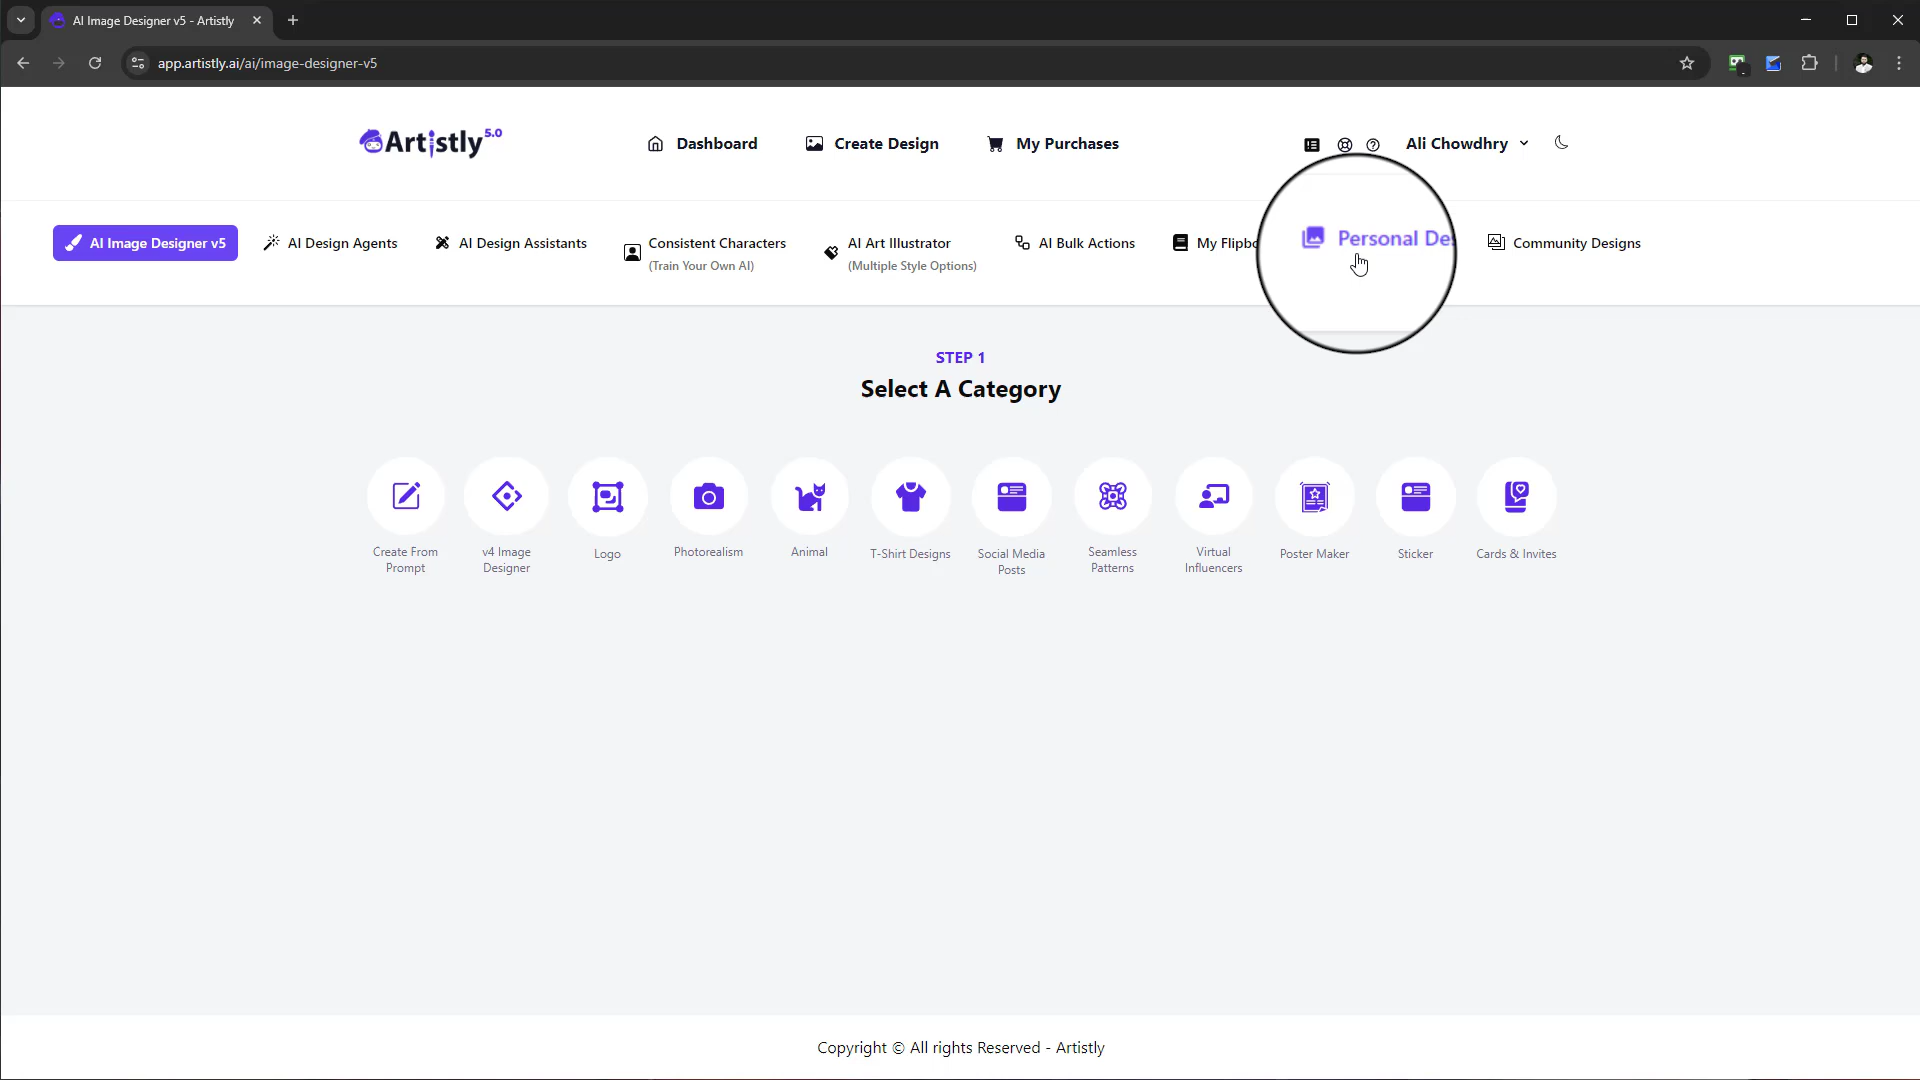 AI Image Designer v5 - Artistly
app.artistly.ai/ai/image-designer-v5
Artistly 5.0
Dashboard
Create Design
My Purchases
Ali Chowdhry
AI Image Designer v5
AI Design Agents
AI Design Assistants
Consistent Characters
(Train Your Own AI)
AI Art Illustrator
(Multiple Style Options)
AI Bulk Actions
My Flipbo
Personal De
Community Designs
STEP 1
Select A Category
Create From
Prompt
v4 Image
Designer
Logo
Photorealism
Animal
T-Shirt Designs
Social Media
Posts
Seamless
Patterns
Virtual
Influencers
Poster Maker
Sticker
Cards & Invites
Copyright © All rights Reserved - Artistly